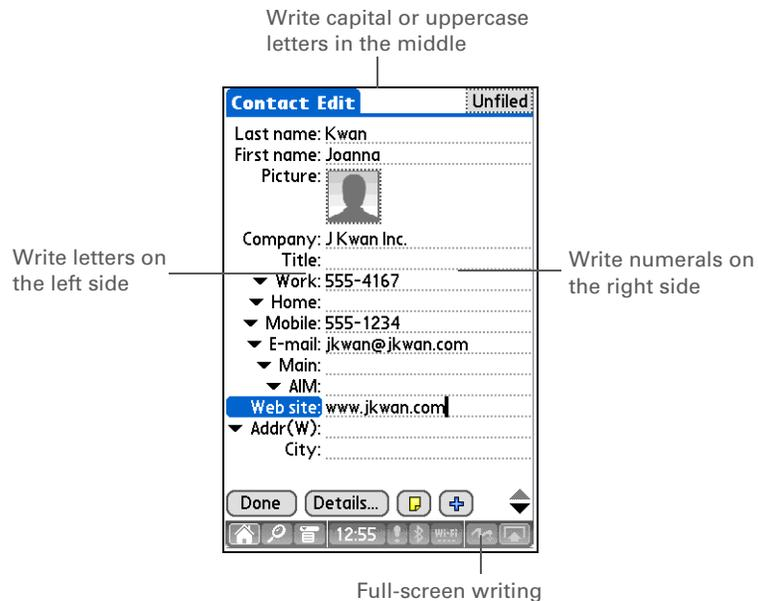 Write capital or uppercase
letters in the middle
Contact Edit
Unfiled
Last name: Kwan
First name: Joanna
Picture:
Company: J Kwan Inc.
Title:
Write letters on
the left side
Write numerals on
the right side
Work: 555-4167
Home:
Mobile: 555-1234
E-mail: jkwan@jkwan.com
Main:
AIM:
Web site: www.jkwan.com
Addr(W):
City:
Done Details...
12:55 Wi-Fi
Full-screen writing